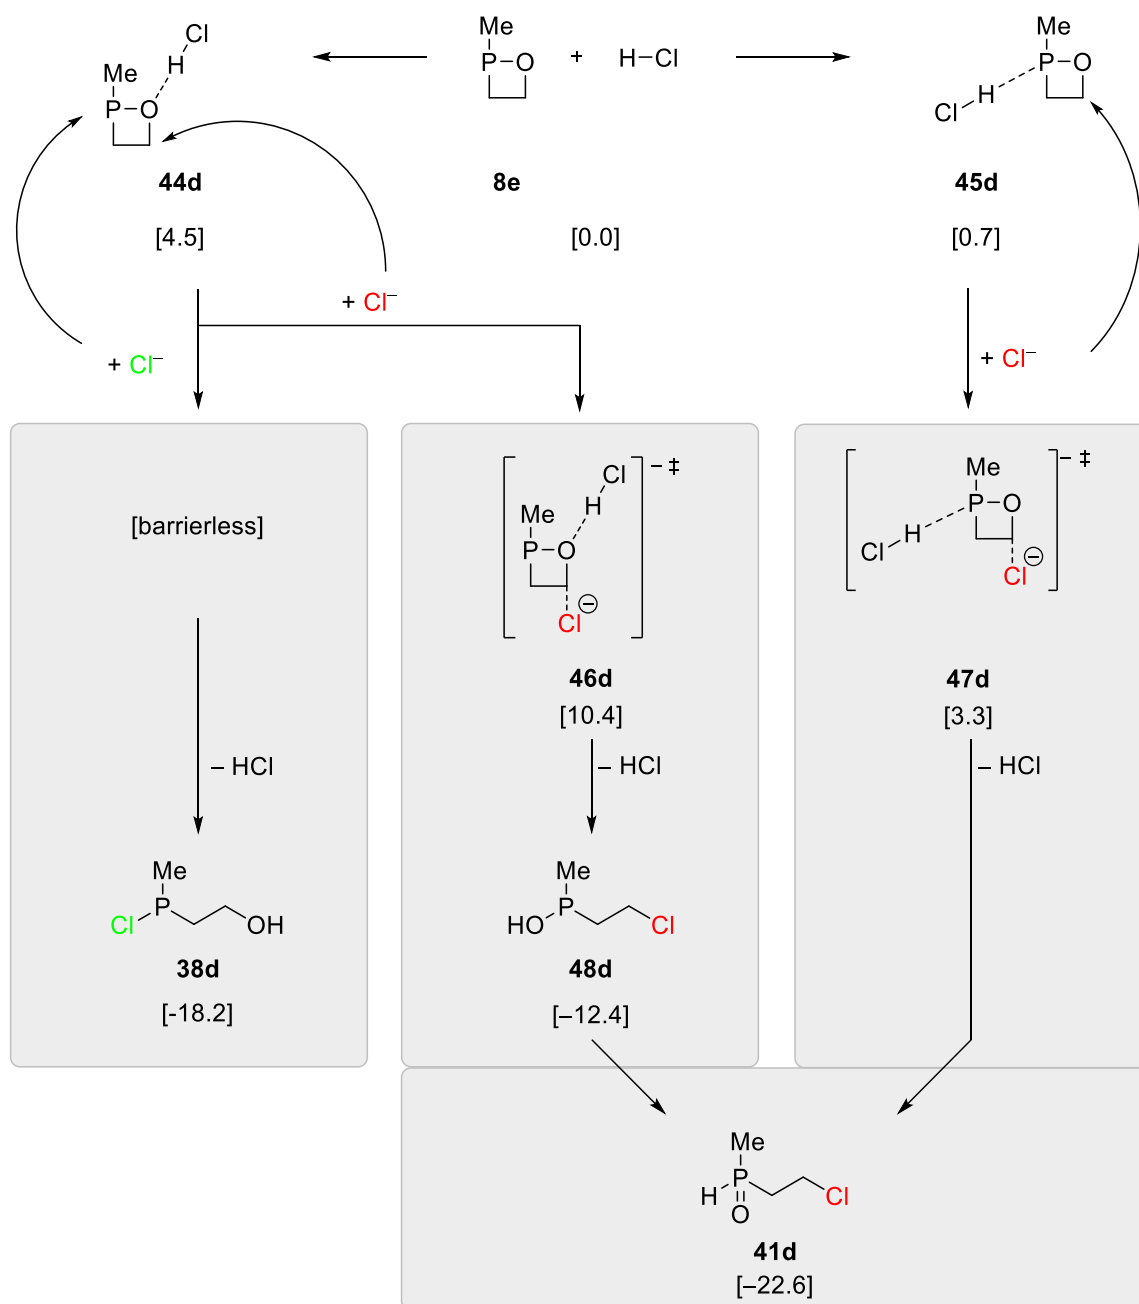 Cl
H
Me
P
O
44d
[4.5]
Me
P
O
+ H–Cl
8e
[0.0]
Me
P
O
H
Cl
45d
[0.7]
+ Cl–
+ Cl–
+ Cl–
[barrierless]
– HCl
Me
P
Cl
OH
38d
[-18.2]
– ‡
Cl
H
Me
P
O
Cl
⊖
46d
[10.4]
– HCl
Me
HO
P
Cl
48d
[–12.4]
– ‡
Me
P
O
H
Cl
Cl
⊖
47d
[3.3]
– HCl
Me
H
P
O
Cl
41d
[–22.6]